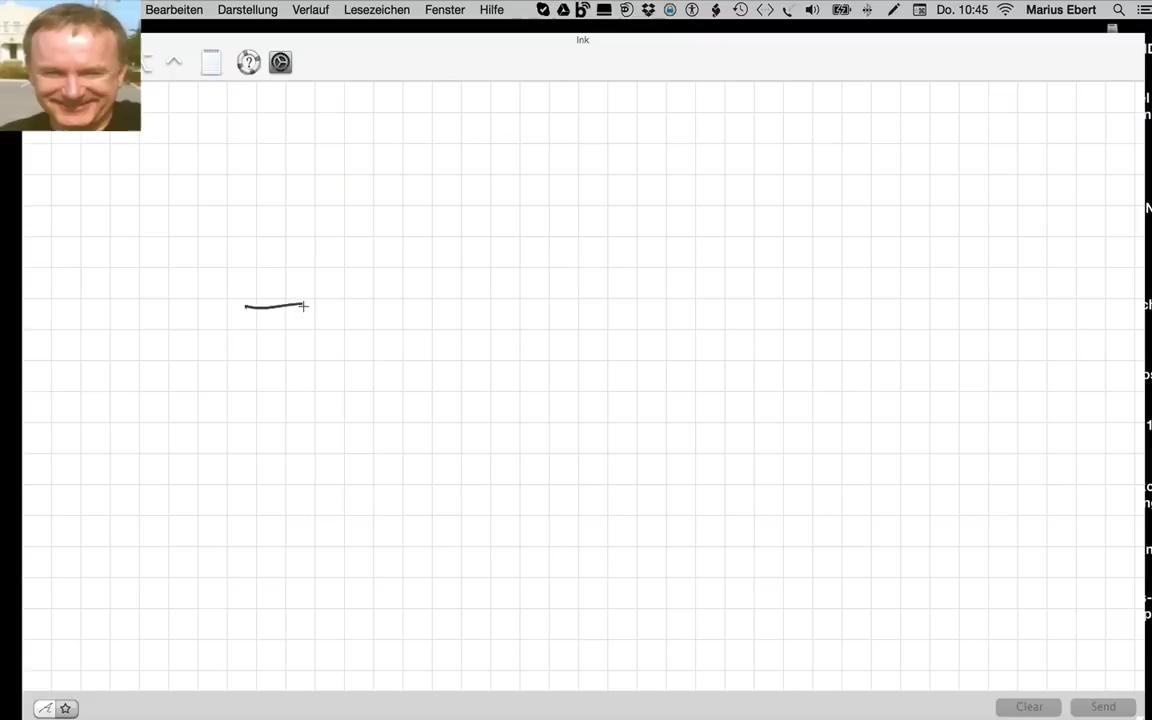 Bearbeiten Darstellung Verlauf Lesezeichen Fenster Hilfe Do. 10:45 Marius Ebert
Ink
Clear Send